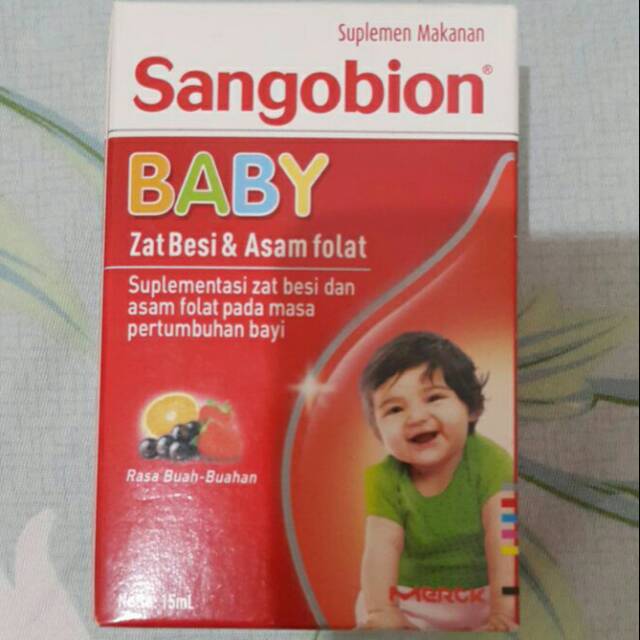 Suplemen Makanan
Sangobion®
BABY
Zat Besi & Asam folat
Suplementasi zat besi dan
asam folat pada masa
pertumbuhan bayi
Rasa Buah-Buahan
Netto: 15mL
MERCK